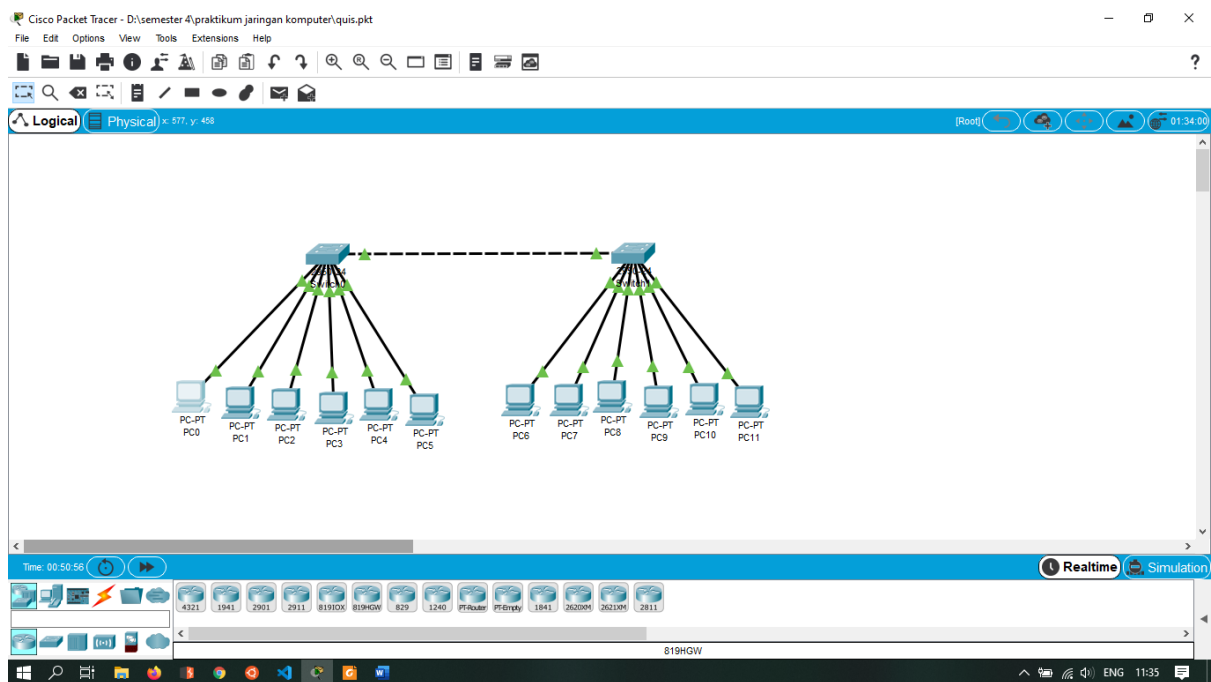 Cisco Packet Tracer - D:\semester 4\praktikum jaringan komputer\quis.pkt
File Edit Options View Tools Extensions Help
?
Logical Physical x: 577, y: 458 [Root] 01:34:00
Switch0
PC-PT PC-PT PC-PT PC-PT PC-PT PC-PT PC-PT PC-PT PC-PT PC-PT PC-PT PC-PT
PC0 PC1 PC2 PC3 PC4 PC5 PC6 PC7 PC8 PC9 PC10 PC11
Time: 00:50:56 Realtime Simulation
4321 1941 2901 2911 819IOX 819HGW 829 1240 PT-Router PT-Empty 1841 2620XM 2621XM 2811
819HGW
ENG 11:35